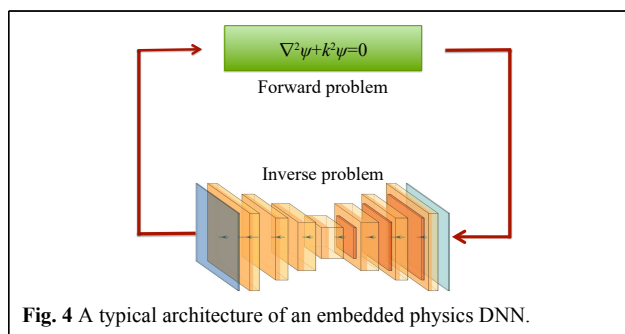 ∇²ψ+k²ψ=0
Forward problem
Inverse problem
Fig. 4 A typical architecture of an embedded physics DNN.